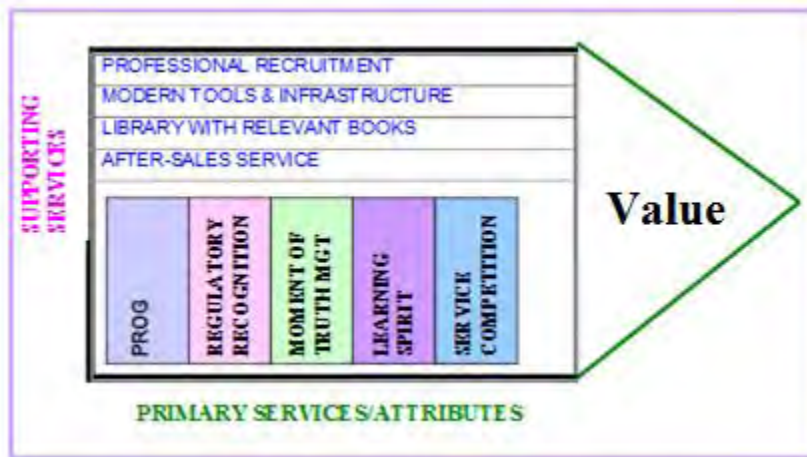 SUPPORTING
SERVICES
PROFESSIONAL RECRUITMENT
MODERN TOOLS & INFRASTRUCTURE
LIBRARY WITH RELEVANT BOOKS
AFTER-SALES SERVICE
PROG
REGULATORY
RECOGNITION
MOMENT OF
TRUTH MGT
LEARNING
SPIRIT
SERVICE
COMPETITION
Value
PRIMARY SERVICES/ATTRIBUTES